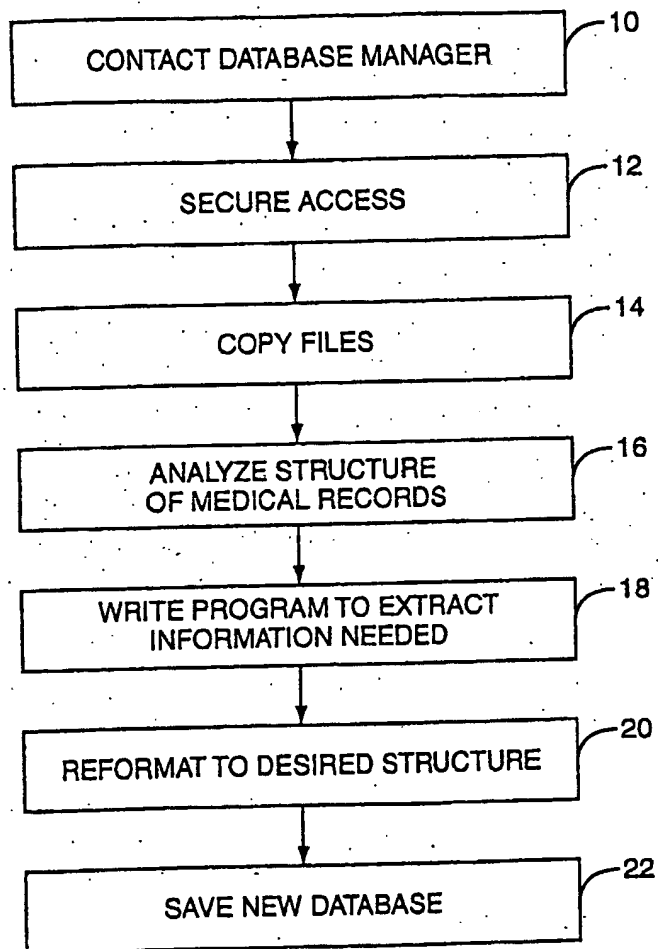 10
CONTACT DATABASE MANAGER
12
SECURE ACCESS
14
COPY FILES
16
ANALYZE STRUCTURE
OF MEDICAL RECORDS
18
WRITE PROGRAM TO EXTRACT
INFORMATION NEEDED
20
REFORMAT TO DESIRED STRUCTURE
22
SAVE NEW DATABASE